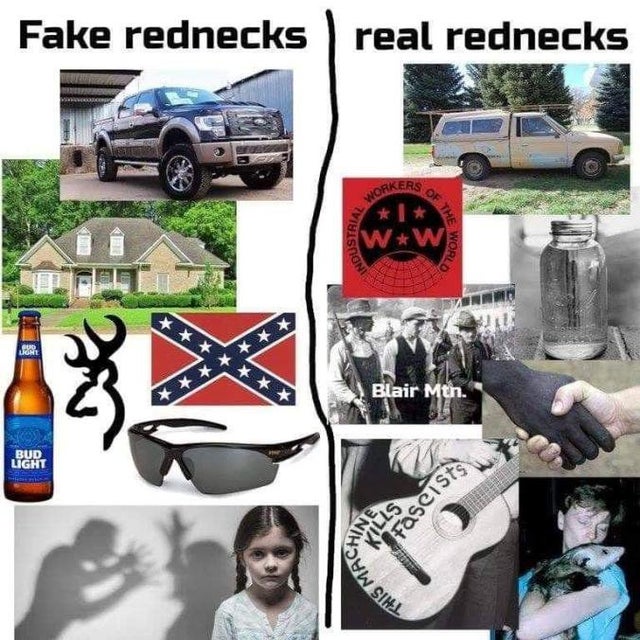 Fake rednecks
real rednecks
INDUSTRIAL WORKERS OF THE WORLD
I
W W
BUD
LIGHT
BUD
LIGHT
Blair Mtn.
THIS MACHINE
KILLS
fascists